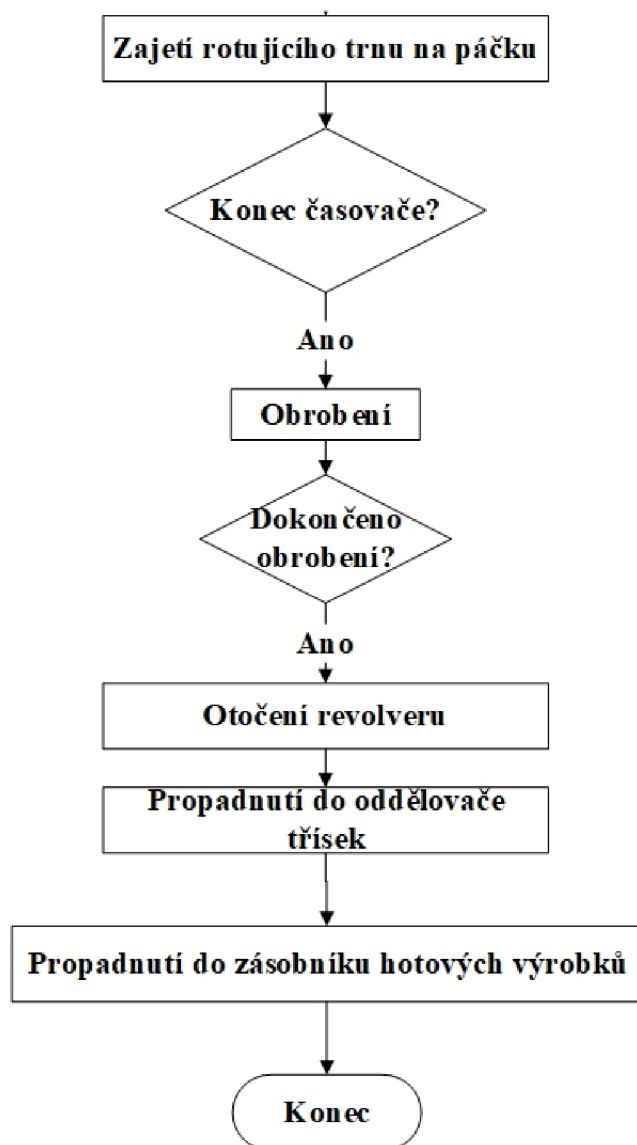 Zajetí rotujícího trnu na páčku
Konec časovače?
Ano
Obrobení
Dokončeno
obrobení?
Ano
Otočení revolveru
Propadnutí do oddělovače
třísek
Propadnutí do zásobníku hotových výrobků
Konec